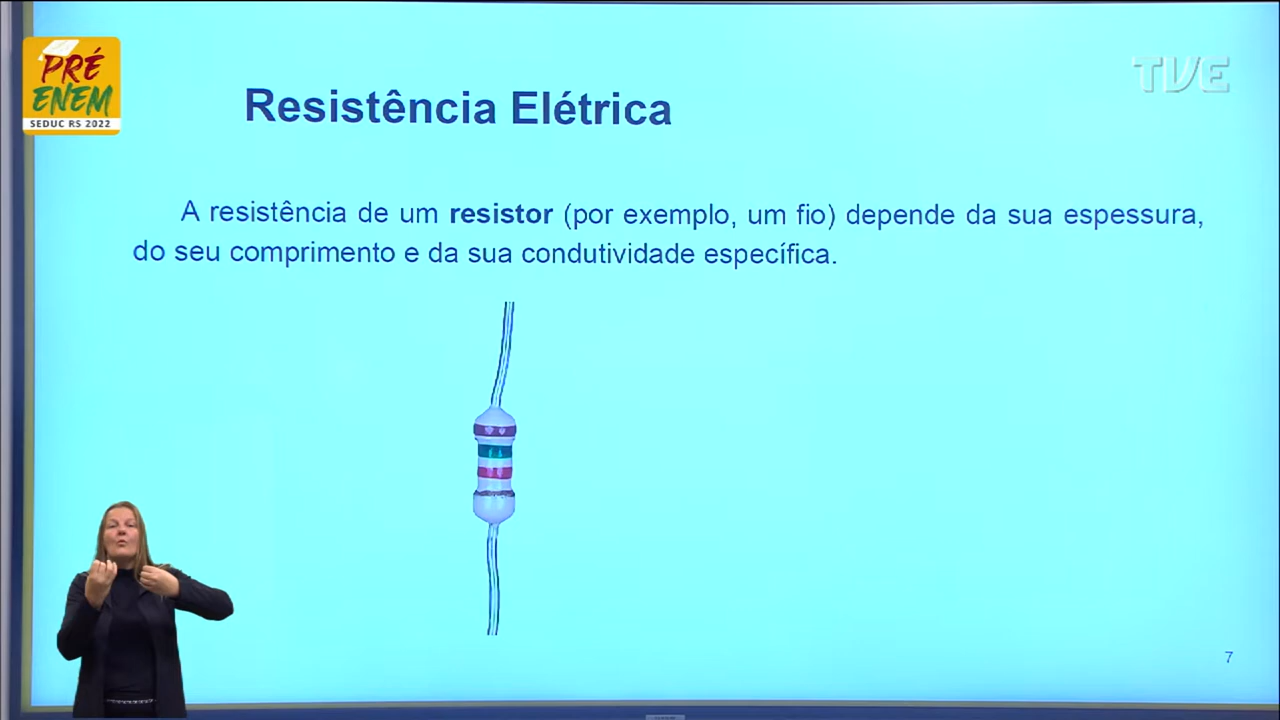 PRÉ
ENEM
SEDUC RS 2022
TVE
Resistência Elétrica
A resistência de um resistor (por exemplo, um fio) depende da sua espessura,
do seu comprimento e da sua condutividade específica.
7